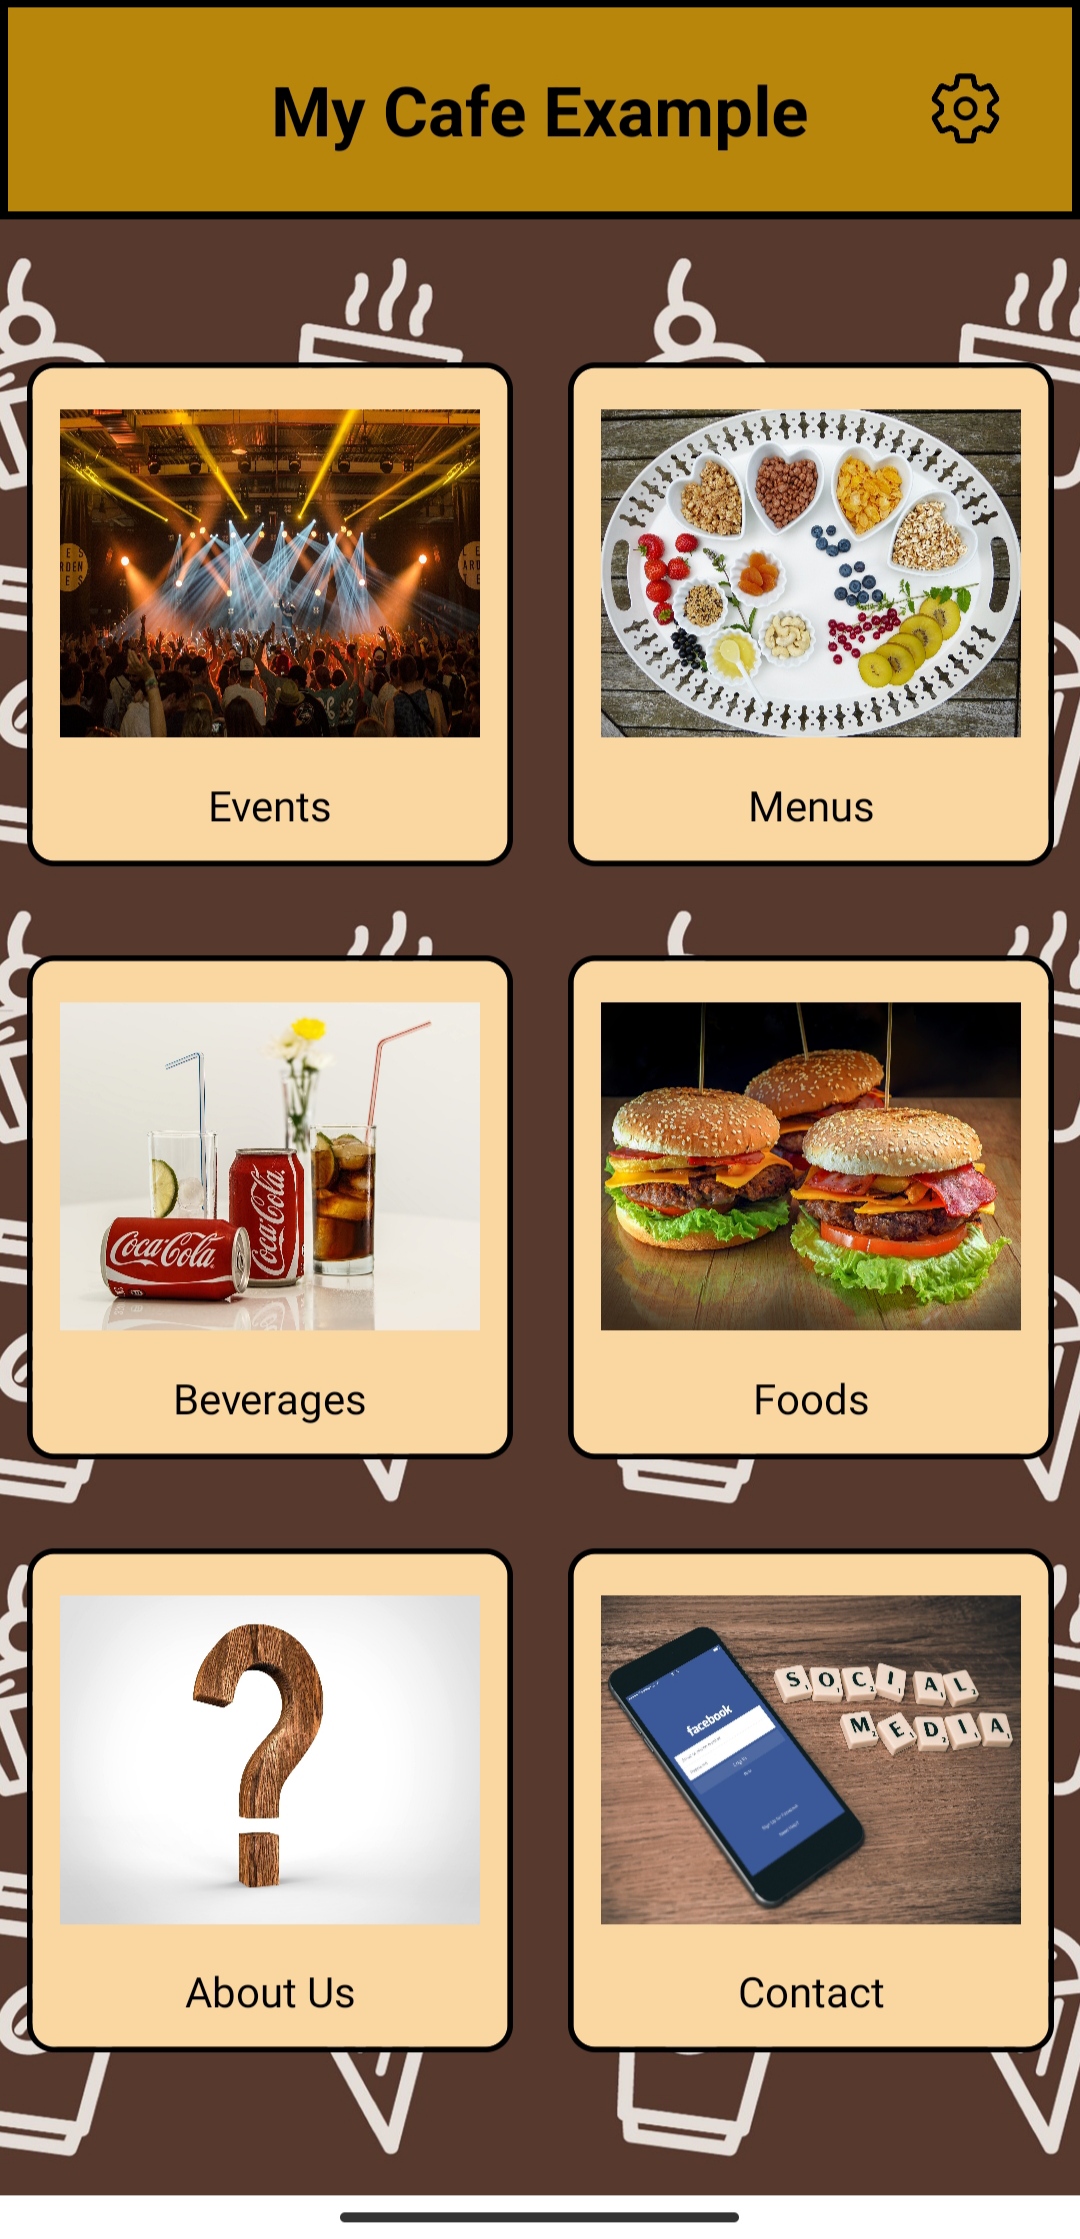 My Cafe Example
Events
Menus
Coca-Cola
Coca-Cola
Beverages
Foods
facebook
SOCIAL
MEDIA
About Us
Contact